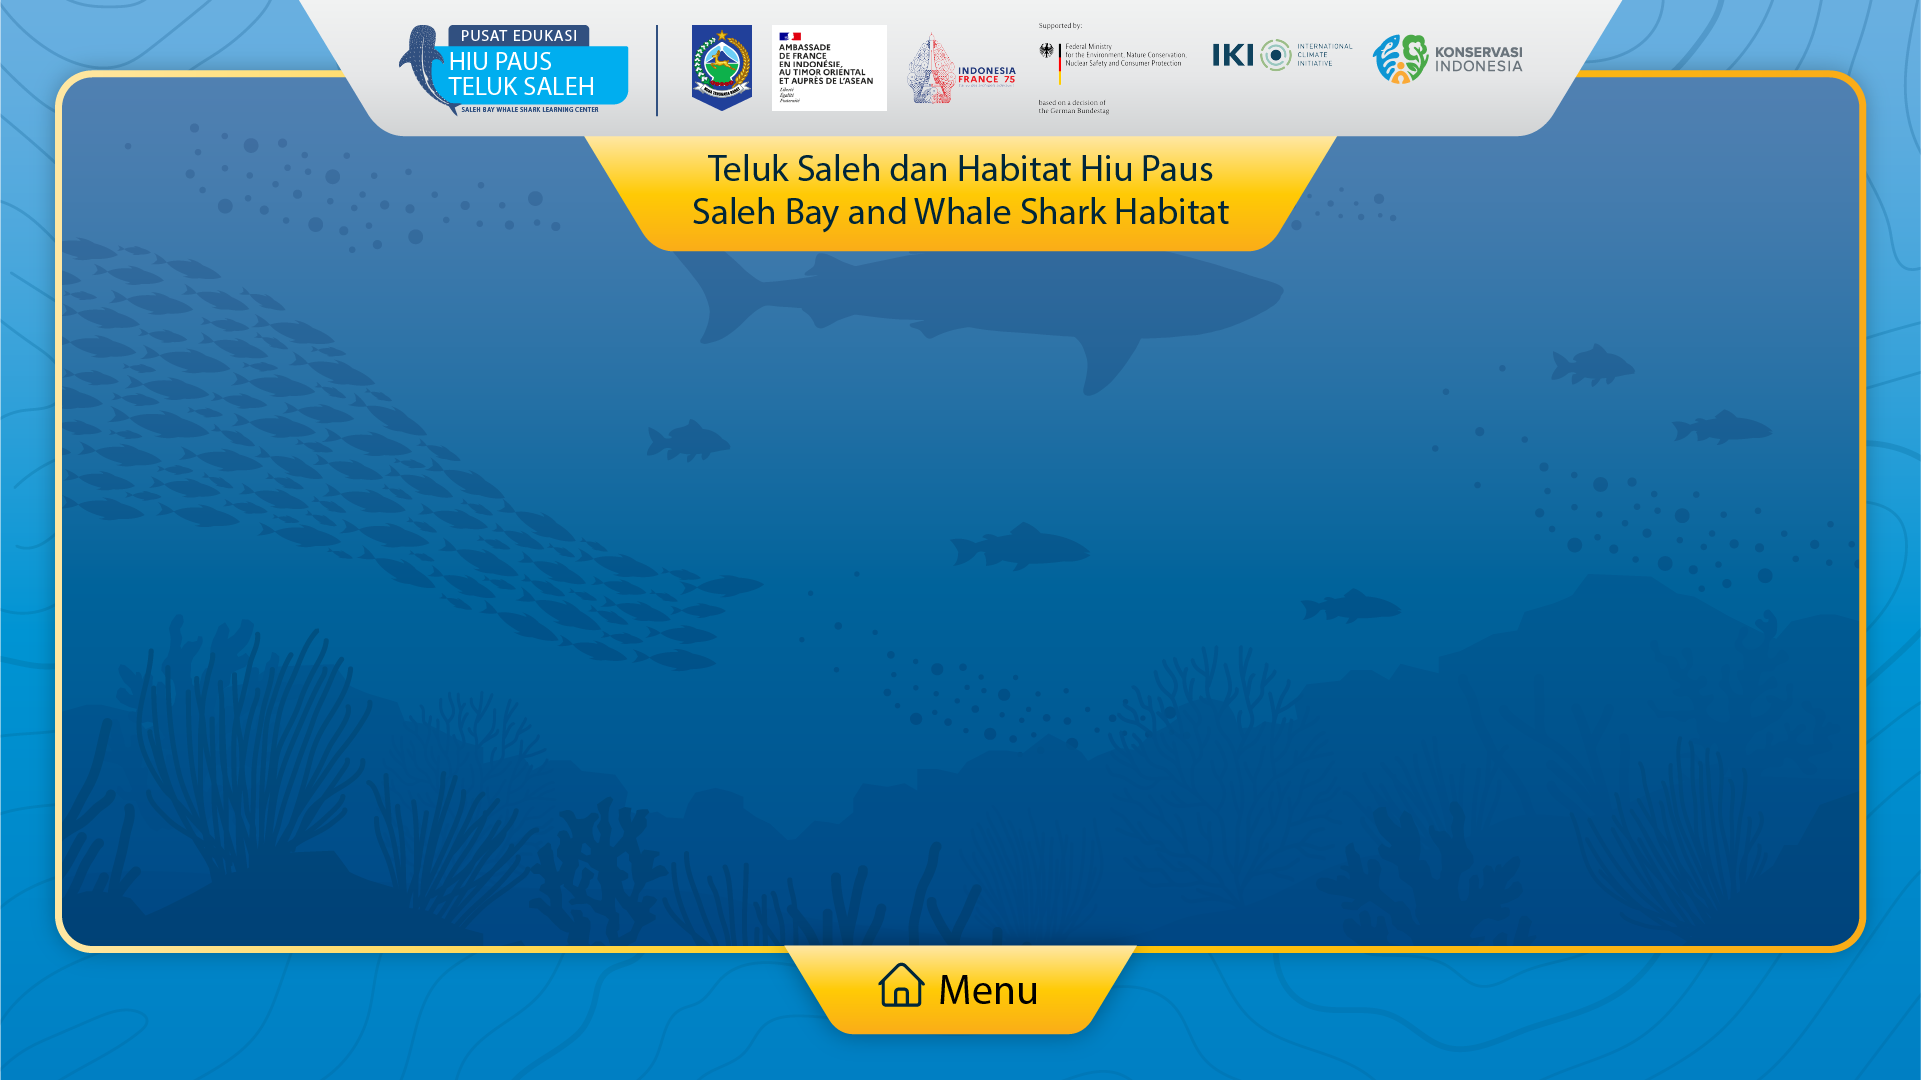 PUSAT EDUKASI
HIU PAUS
TELUK SALEH
SALEH BAY WHALE SHARK LEARNING CENTER
AMBASSADE
DE FRANCE
EN INDONÉSIE,
AU TIMOR ORIENTAL
ET AUPRÈS DE L'ASEAN
Liberté
Égalité
Fraternité
INDONESIA
FRANCE 75
Supported by:
Federal Ministry
for the Environment, Nature Conservation,
Nuclear Safety and Consumer Protection
based on a decision of
the German Bundestag
IKI
INTERNATIONAL
CLIMATE
INITIATIVE
KONSERVASI
INDONESIA
Teluk Saleh dan Habitat Hiu Paus
Saleh Bay and Whale Shark Habitat
Menu